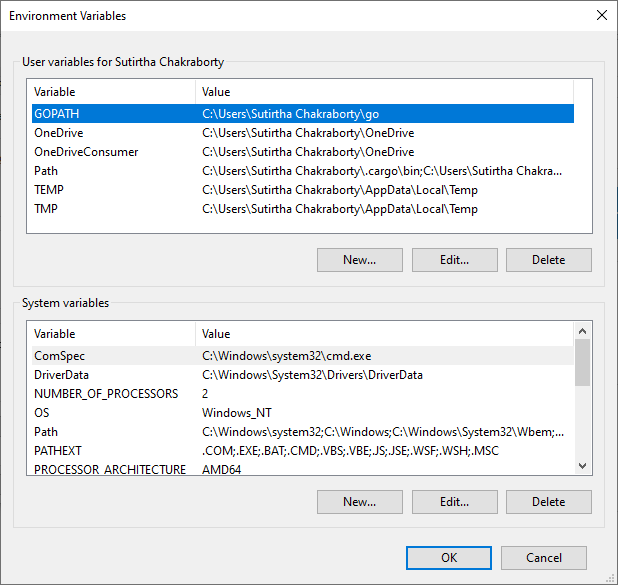 Environment Variables
User variables for Sutirtha Chakraborty
Variable Value
GOPATH C:\Users\Sutirtha Chakraborty\go
OneDrive C:\Users\Sutirtha Chakraborty\OneDrive
OneDriveConsumer C:\Users\Sutirtha Chakraborty\OneDrive
Path C:\Users\Sutirtha Chakraborty\.cargo\bin;C:\Users\Sutirtha Chakra...
TEMP C:\Users\Sutirtha Chakraborty\AppData\Local\Temp
TMP C:\Users\Sutirtha Chakraborty\AppData\Local\Temp
New... Edit... Delete
System variables
Variable Value
ComSpec C:\Windows\system32\cmd.exe
DriverData C:\Windows\System32\Drivers\DriverData
NUMBER_OF_PROCESSORS 2
OS Windows_NT
Path C:\Windows\system32;C:\Windows;C:\Windows\System32\Wbem;...
PATHEXT .COM;.EXE;.BAT;.CMD;.VBS;.VBE;.JS;.JSE;.WSF;.WSH;.MSC
PROCESSOR_ARCHITECTURE AMD64
New... Edit... Delete
OK Cancel